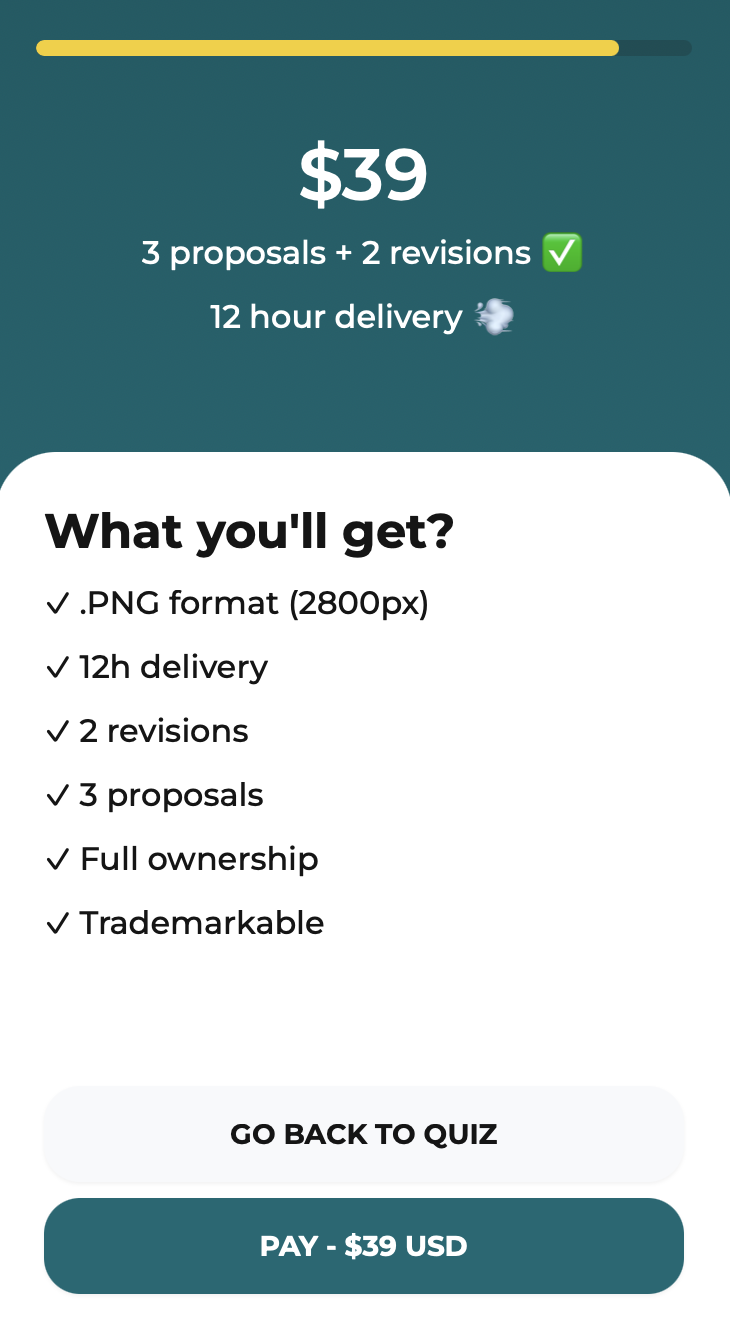 $39
3 proposals + 2 revisions ✅
12 hour delivery 💨
What you'll get?
✓ .PNG format (2800px)
✓ 12h delivery
✓ 2 revisions
✓ 3 proposals
✓ Full ownership
✓ Trademarkable
GO BACK TO QUIZ
PAY - $39 USD